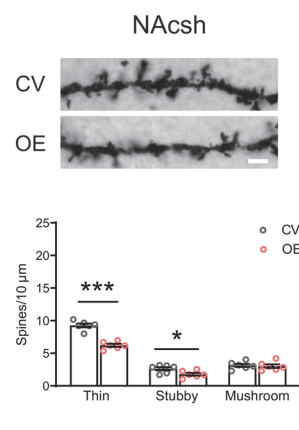 NAcsh
CV
OE
25
CV
20
OE
15
Spines/10 μm
10
5
0
***
*
Thin Stubby Mushroom